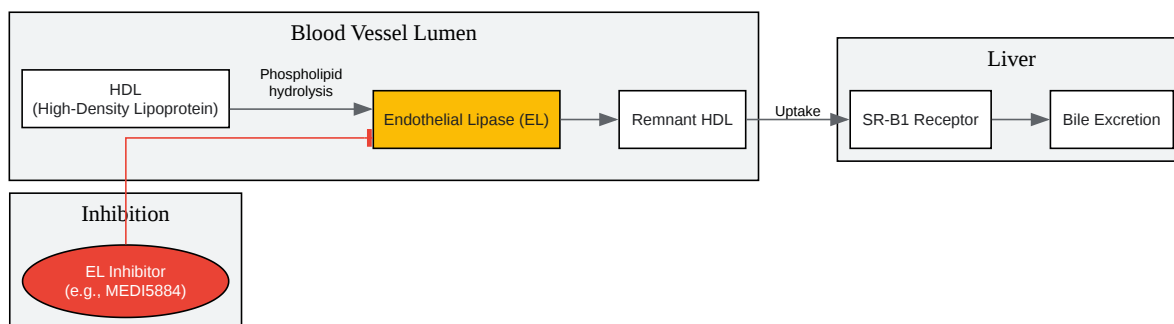 Blood Vessel Lumen
HDL
(High-Density Lipoprotein)
Phospholipid
hydrolysis
Endothelial Lipase (EL)
Remnant HDL
Uptake
Liver
SR-B1 Receptor
Bile Excretion
Inhibition
EL Inhibitor
(e.g., MEDI5884)